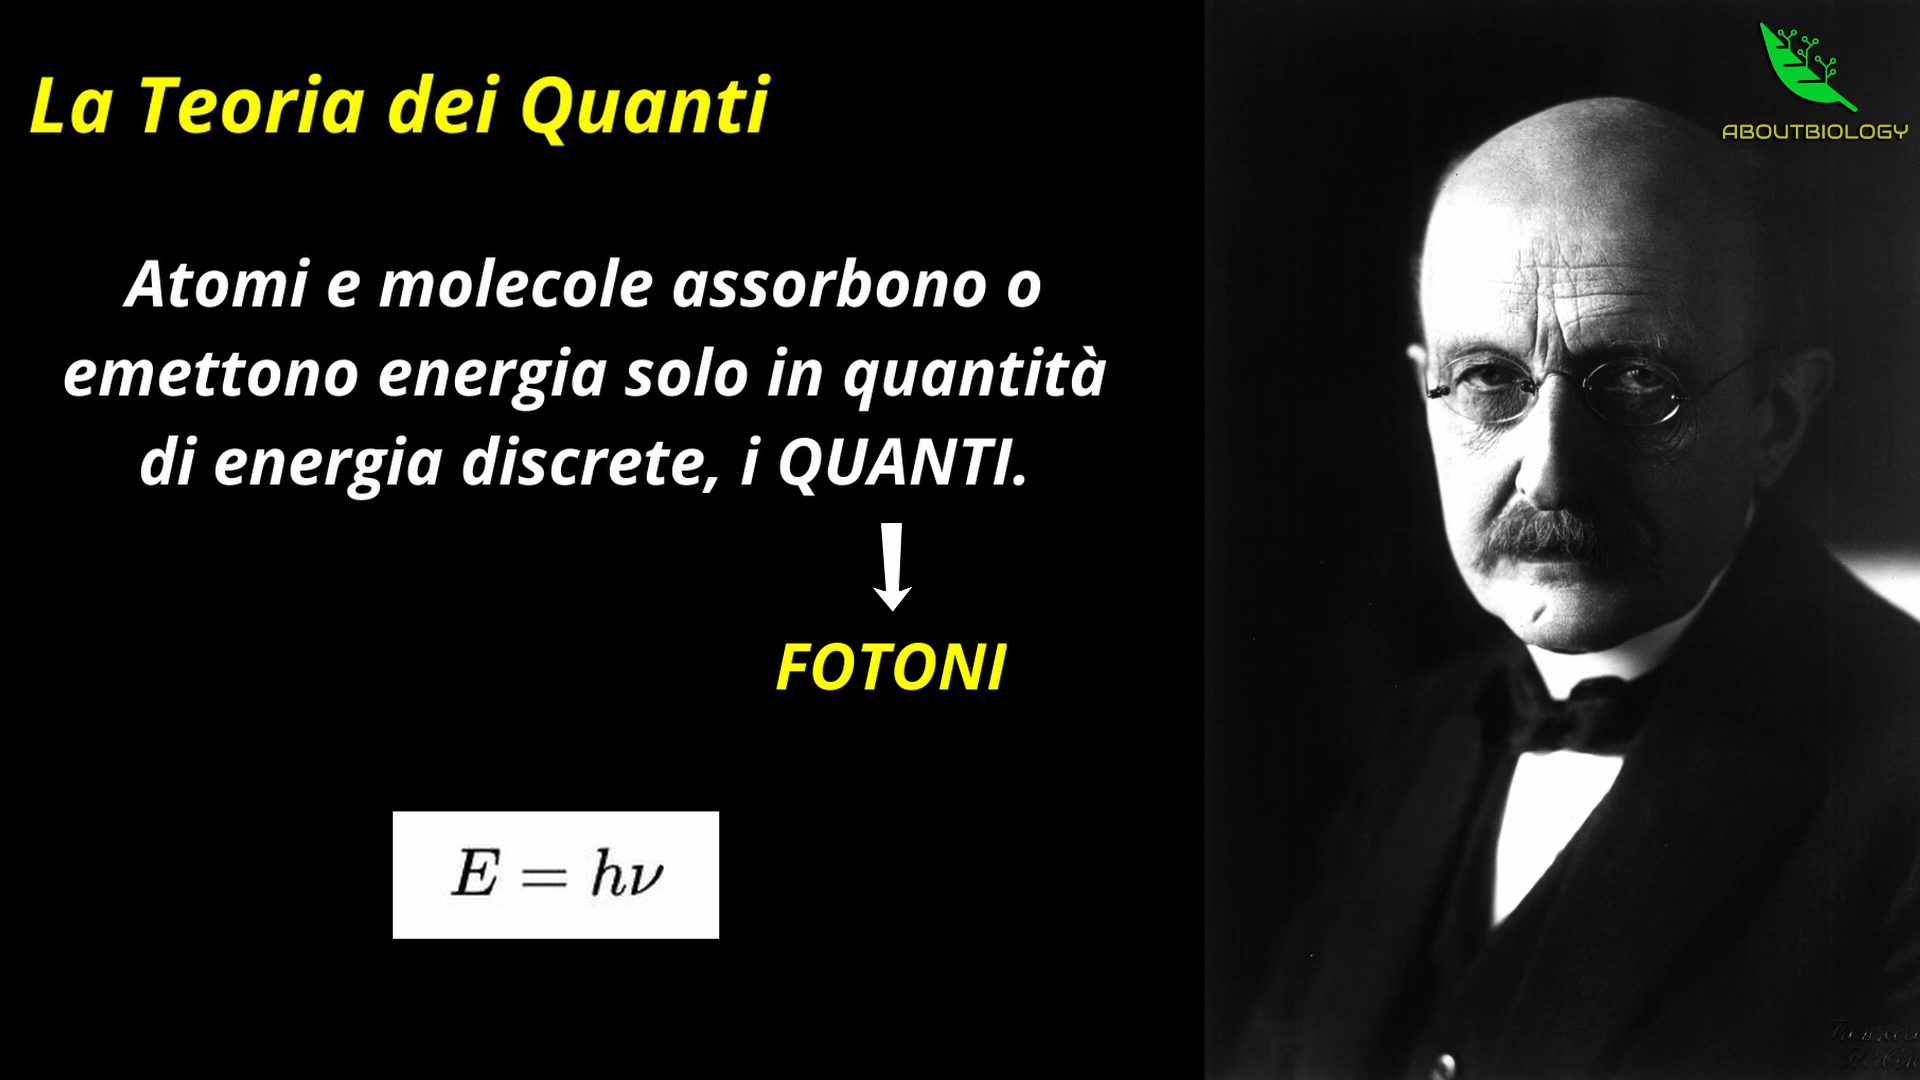 La Teoria dei Quanti
ABOUTBIOLOGY
Atomi e molecole assorbono o
emettono energia solo in quantità
di energia discrete, i QUANTI.
FOTONI
E = hν